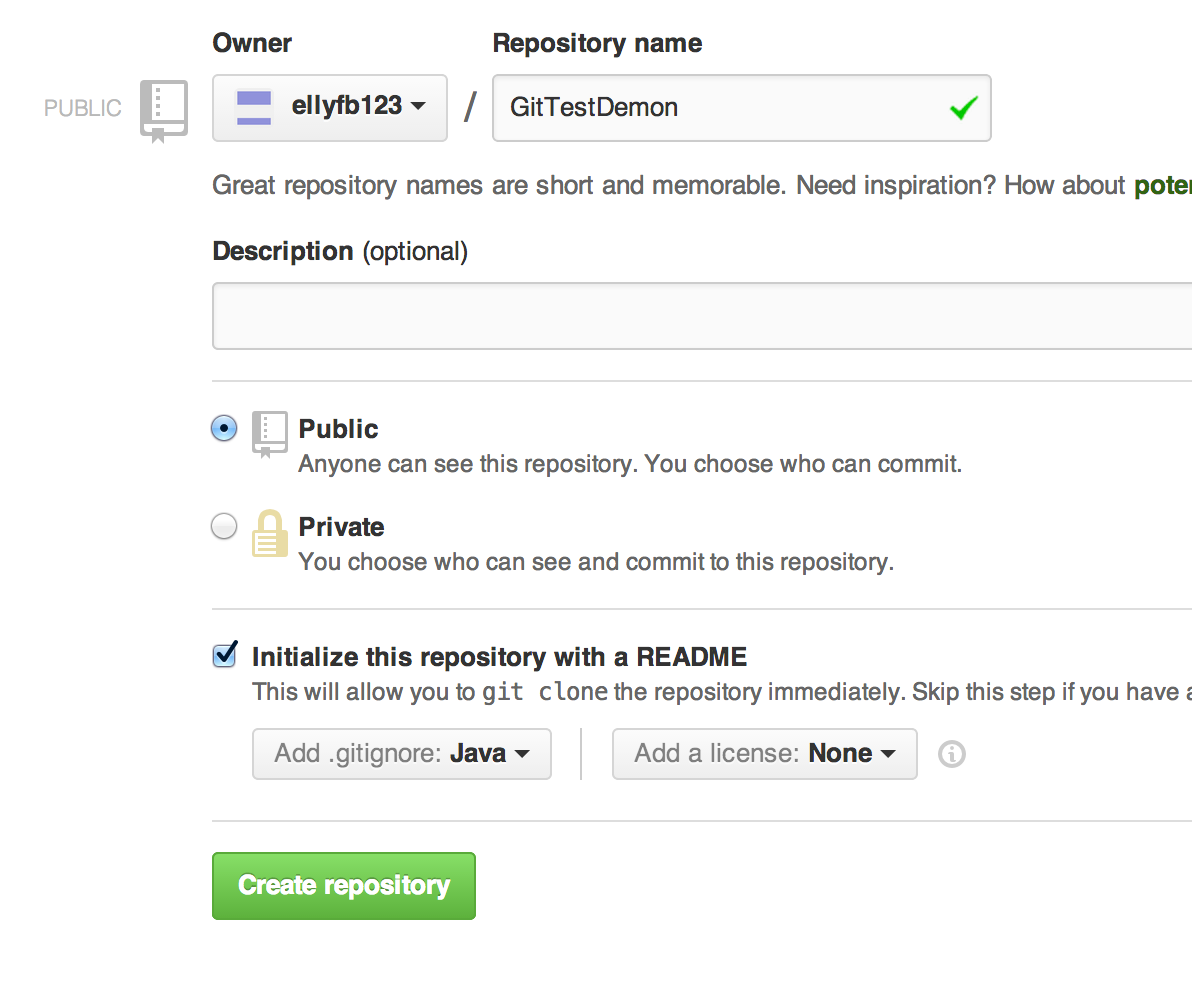 Owner Repository name
PUBLIC ellyfb123 / GitTestDemon
Great repository names are short and memorable. Need inspiration? How about
Description (optional)
Public
Anyone can see this repository. You choose who can commit.
Private
You choose who can see and commit to this repository.
Initialize this repository with a README
This will allow you to git clone the repository immediately. Skip this step if you have
Add .gitignore: Java Add a license: None
Create repository